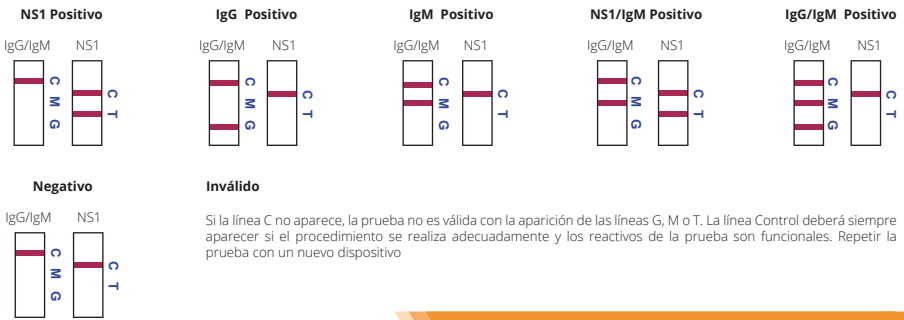 NS1 Positivo
IgG Positivo
IgM Positivo
NS1/IgM Positivo
IgG/IgM Positivo
IgG/IgM NS1
IgG/IgM NS1
IgG/IgM NS1
IgG/IgM NS1
IgG/IgM NS1
C M G
C T
C M G
C T
C M G
C T
C M G
C T
C M G
C T
Negativo
IgG/IgM NS1
C M G
C T
Inválido
Si la línea C no aparece, la prueba no es válida con la aparición de las líneas G, M o T. La línea Control deberá siempre
aparecer si el procedimiento se realiza adecuadamente y los reactivos de la prueba son funcionales. Repetir la
prueba con un nuevo dispositivo